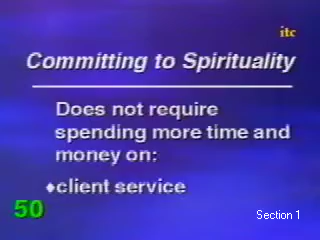 itc
Committing to Spirituality
Does not require
spending more time and
money on:
♦client service
50
Section 1